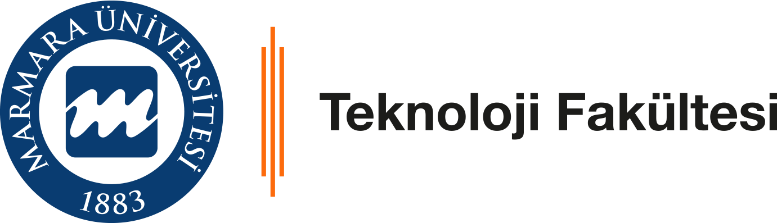 MARMARA ÜNİVERSİTESİ
1883
Teknoloji Fakültesi